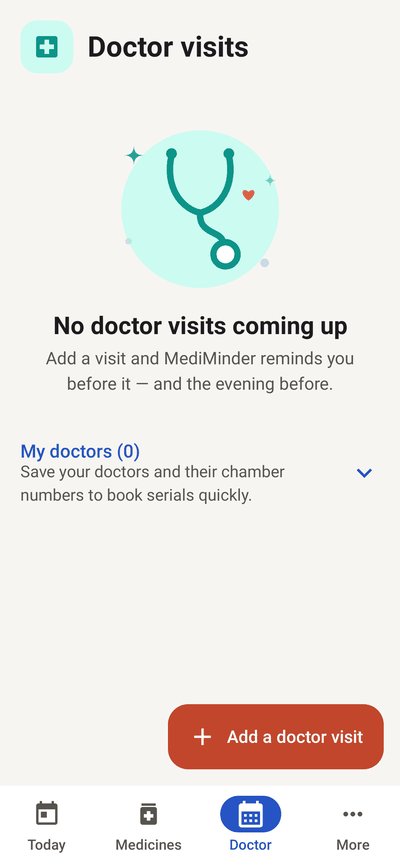 Doctor visits
No doctor visits coming up
Add a visit and MediMinder reminds you
before it — and the evening before.
My doctors (0)
Save your doctors and their chamber
numbers to book serials quickly.
Add a doctor visit
Today
Medicines
Doctor
More